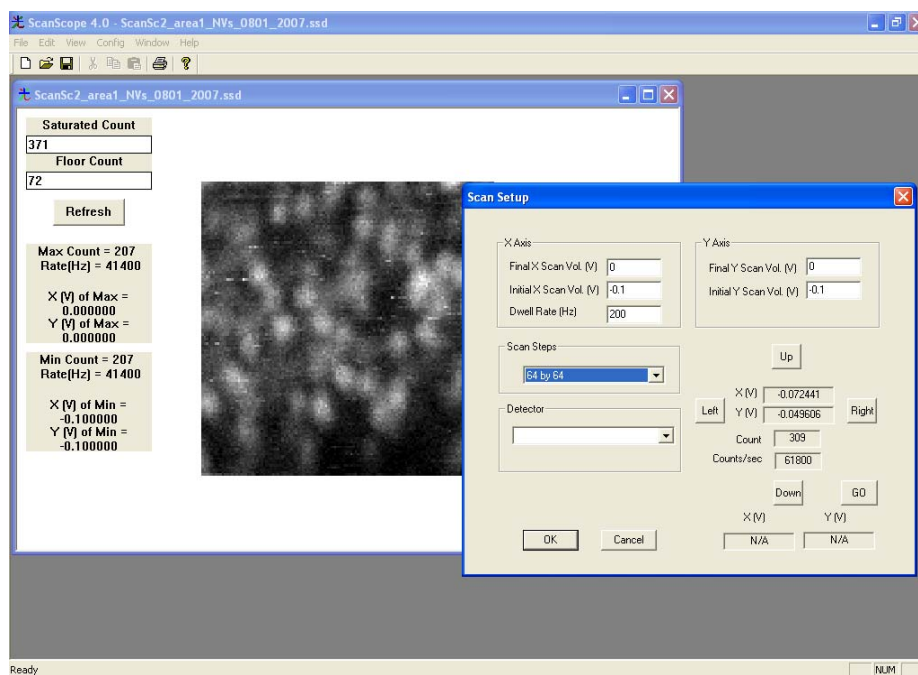 ScanScope 4.0 - ScanSc2_area1_NVs_0801_2007.ssd
File Edit View Config Window Help
ScanSc2_area1_NVs_0801_2007.ssd
Saturated Count
371
Floor Count
72
Refresh
Max Count = 207
Rate(Hz) = 41400
X (V) of Max =
0.000000
Y (V) of Max =
0.000000
Min Count = 207
Rate(Hz) = 41400
X (V) of Min =
-0.100000
Y (V) of Min =
-0.100000
Scan Setup
X Axis
Final X Scan Vol. (V) 0
Initial X Scan Vol. (V) -0.1
Dwell Rate (Hz) 200
Y Axis
Final Y Scan Vol. (V) 0
Initial Y Scan Vol. (V) -0.1
Scan Steps
64 by 64
Detector
Up
Left
X (V) -0.072441
Y (V) -0.049606
Right
Count 309
Counts/sec 61800
Down
GO
X (V) Y (V)
N/A N/A
OK Cancel
Ready NUM